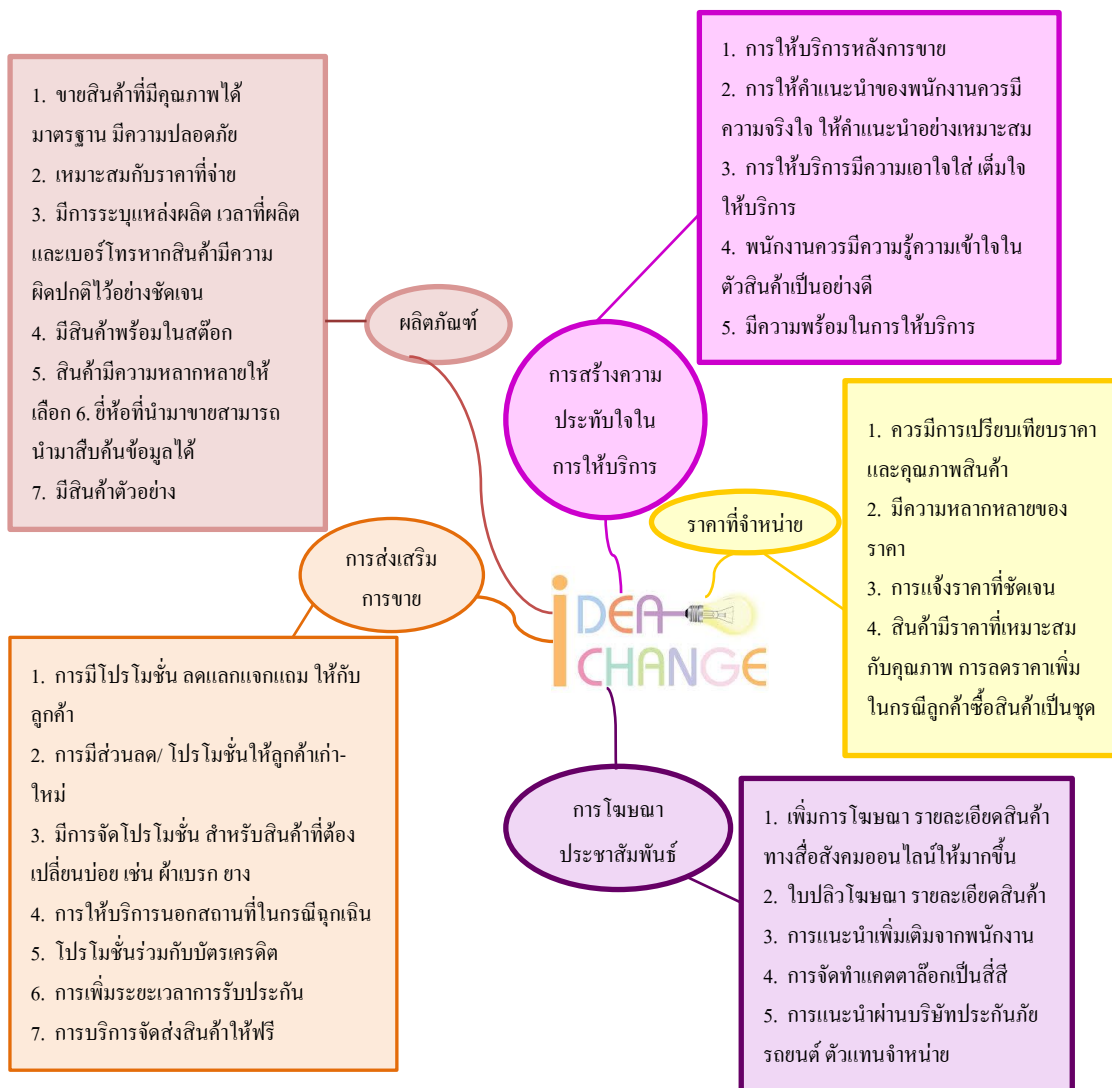 1. ขายสินค้าที่มีคุณภาพได้
มาตรฐาน มีความปลอดภัย
2. เหมาะสมกับราคาที่จ่าย
3. มีการระบุแหล่งผลิต เวลาที่ผลิต
และเบอร์โทรหากสินค้ามีความ
ผิดปกติไว้อย่างชัดเจน
4. มีสินค้าพร้อมในสต๊อก
5. สินค้ามีความหลากหลายให้
เลือก 6. ยี่ห้อที่นำมาขายสามารถ
นำมาสืบค้นข้อมูลได้
7. มีสินค้าตัวอย่าง
ผลิตภัณฑ์
1. การให้บริการหลังการขาย
2. การให้คำแนะนำของพนักงานควรมี
ความจริงใจ ให้คำแนะนำอย่างเหมาะสม
3. การให้บริการมีความเอาใจใส่ เต็มใจ
ให้บริการ
4. พนักงานควรมีความรู้ความเข้าใจใน
ตัวสินค้าเป็นอย่างดี
5. มีความพร้อมในการให้บริการ
การสร้างความ
ประทับใจใน
การให้บริการ
1. ควรมีการเปรียบเทียบราคา
และคุณภาพสินค้า
2. มีความหลากหลายของ
ราคา
3. การแจ้งราคาที่ชัดเจน
4. สินค้ามีราคาที่เหมาะสม
กับคุณภาพ การลดราคาเพิ่ม
ในกรณีลูกค้าซื้อสินค้าเป็นชุด
ราคาที่จำหน่าย
การส่งเสริม
การขาย
iDEA
CHANGE
1. การมีโปรโมชั่น ลดแลกแจกแถม ให้กับ
ลูกค้า
2. การมีส่วนลด/ โปรโมชั่นให้ลูกค้าเก่า-
ใหม่
3. มีการจัดโปรโมชั่น สำหรับสินค้าที่ต้อง
เปลี่ยนบ่อย เช่น ผ้าเบรก ยาง
4. การให้บริการนอกสถานที่ในกรณีฉุกเฉิน
5. โปรโมชั่นร่วมกับบัตรเครดิต
6. การเพิ่มระยะเวลาการรับประกัน
7. การบริการจัดส่งสินค้าให้ฟรี
การโฆษณา
ประชาสัมพันธ์
1. เพิ่มการโฆษณา รายละเอียดสินค้า
ทางสื่อสังคมออนไลน์ให้มากขึ้น
2. ใบปลิวโฆษณา รายละเอียดสินค้า
3. การแนะนำเพิ่มเติมจากพนักงาน
4. การจัดทำแคตตาล๊อกเป็นสี่สี
5. การแนะนำผ่านบริษัทประกันภัย
รถยนต์ ตัวแทนจำหน่าย